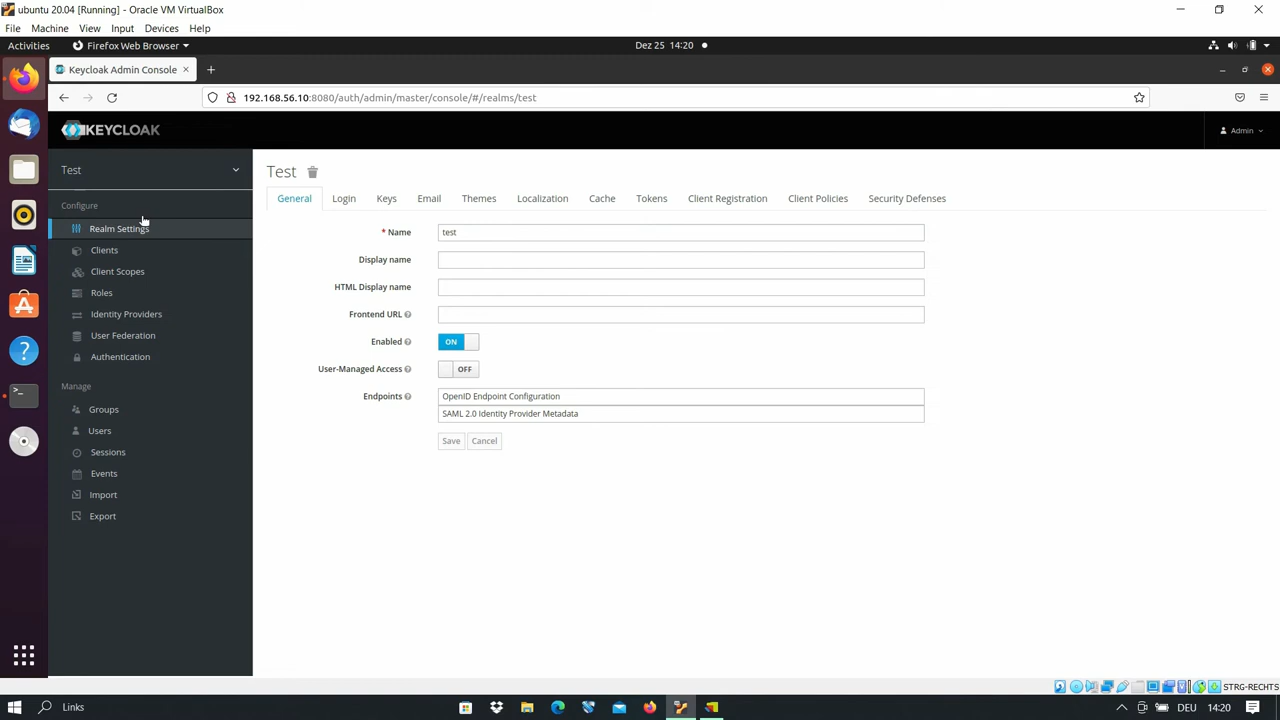 ubuntu 20.04 [Running] - Oracle VM VirtualBox
File Machine View Input Devices Help
Activities Firefox Web Browser Dez 25 14:20
Keycloak Admin Console
192.168.56.10:8080/auth/admin/master/console/#/realms/test
KEYCLOAK Admin
Test
Configure
Realm Settings
Clients
Client Scopes
Roles
Identity Providers
User Federation
Authentication
Manage
Groups
Users
Sessions
Events
Import
Export
Test
General Login Keys Email Themes Localization Cache Tokens Client Registration Client Policies Security Defenses
* Name test
Display name
HTML Display name
Frontend URL
Enabled ON
User-Managed Access OFF
Endpoints OpenID Endpoint Configuration
SAML 2.0 Identity Provider Metadata
Save Cancel
STRG-RECHTS
Links DEU 14:20